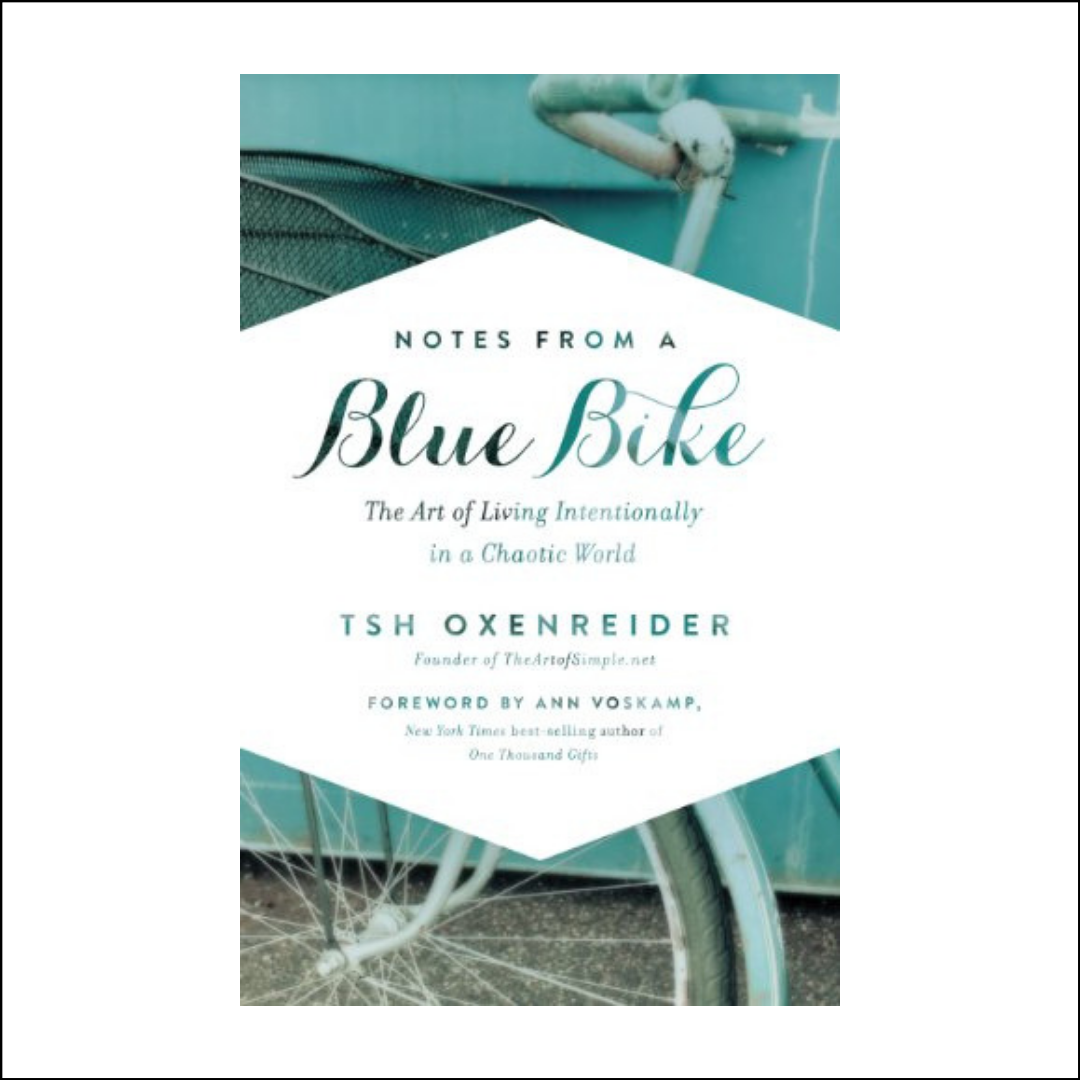 NOTES FROM A
Blue Bike
The Art of Living Intentionally
in a Chaotic World
TSH OXENREIDER
Founder of TheArtofSimple.net
FOREWORD BY ANN VOSKAMP,
New York Times best-selling author of
One Thousand Gifts